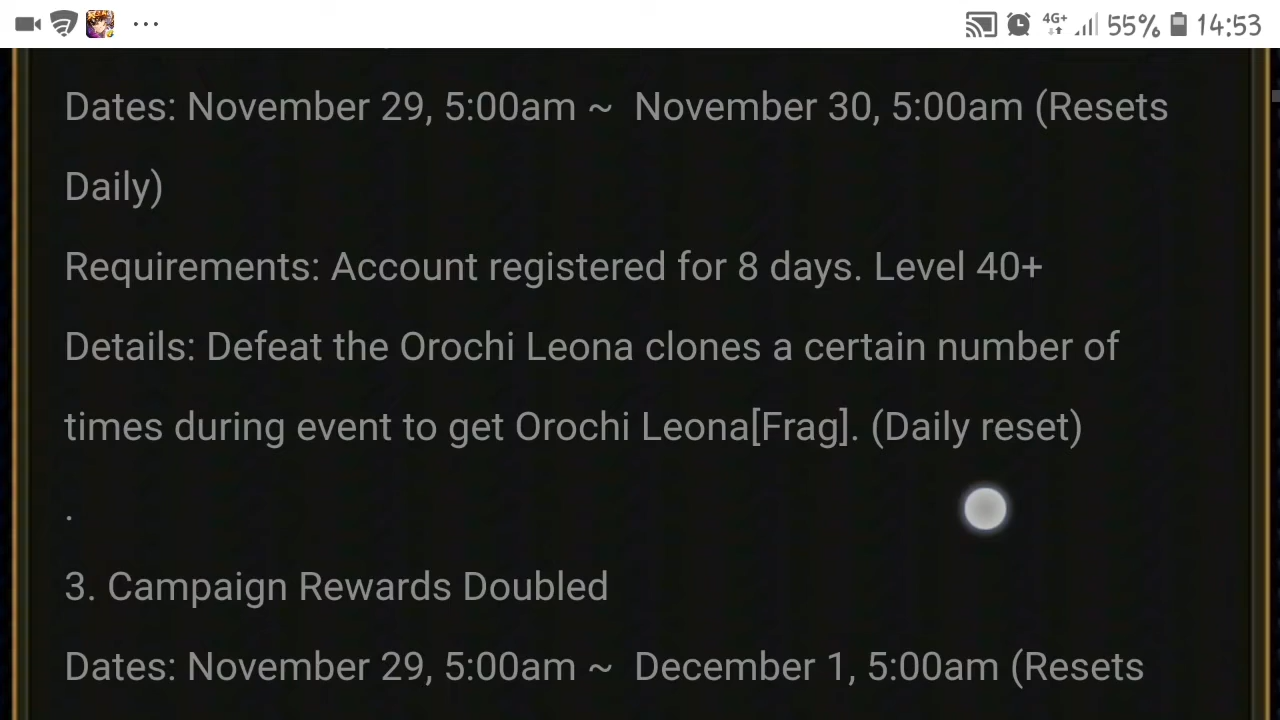 4G+ 55% 14:53
Dates: November 29, 5:00am ~ November 30, 5:00am (Resets
Daily)
Requirements: Account registered for 8 days. Level 40+
Details: Defeat the Orochi Leona clones a certain number of
times during event to get Orochi Leona[Frag]. (Daily reset)
.
3. Campaign Rewards Doubled
Dates: November 29, 5:00am ~ December 1, 5:00am (Resets